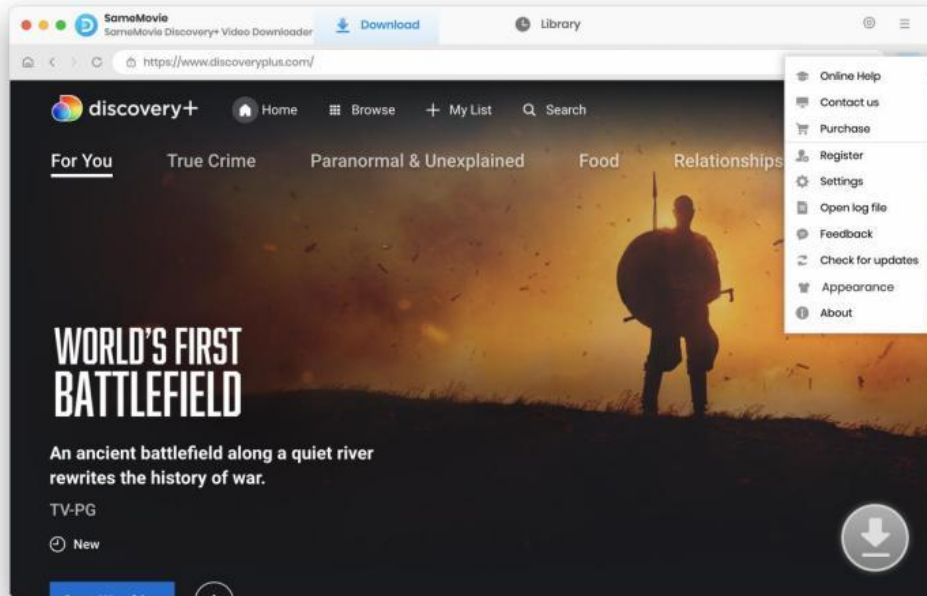 SameMovie
SameMovie Discovery+ Video Downloader
Download
Library
https://www.discoveryplus.com/
discovery+
Home
Browse
My List
Search
For You
True Crime
Paranormal & Unexplained
Food
Relationships
Online Help
Contact us
Purchase
Register
Settings
Open log file
Feedback
Check for updates
Appearance
About
WORLD'S FIRST
BATTLEFIELD
An ancient battlefield along a quiet river
rewrites the history of war.
TV-PG
New